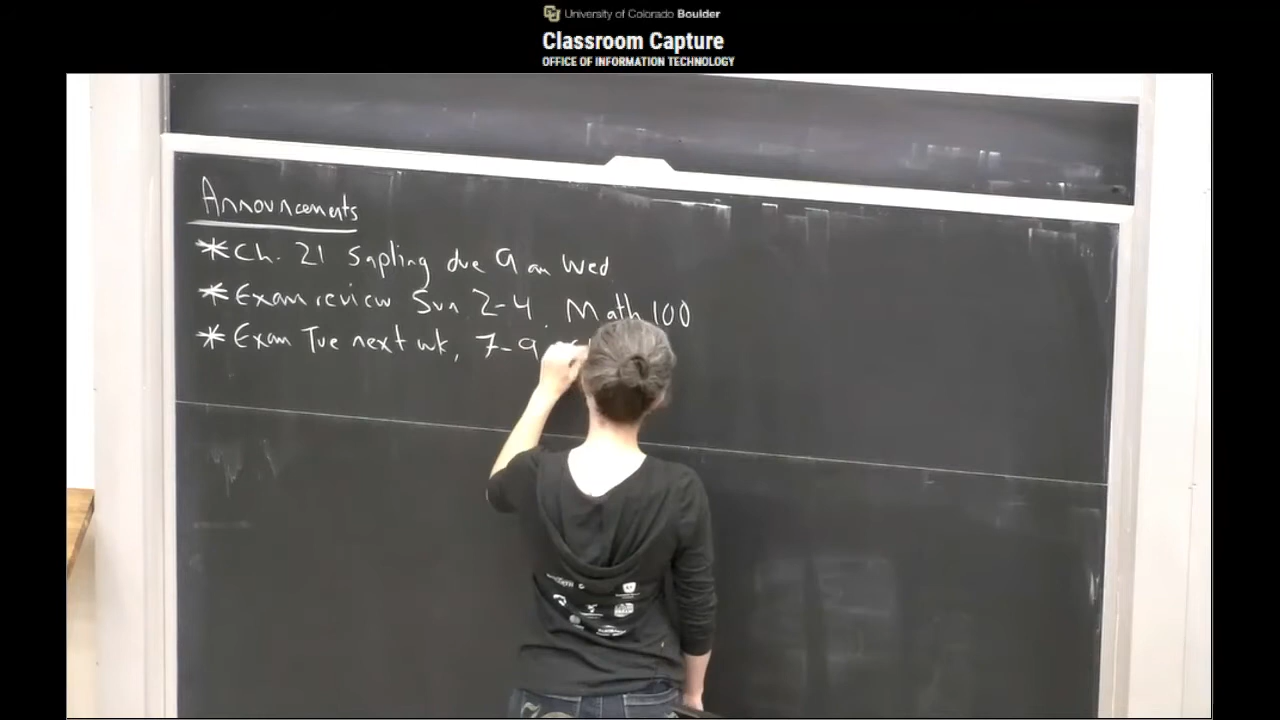 University of Colorado Boulder
Classroom Capture
OFFICE OF INFORMATION TECHNOLOGY
Announcements
*Ch. 21 Sapling due 9 am Wed
*Exam review Sun 2-4. Math 100
*Exam Tue next wk, 7-9